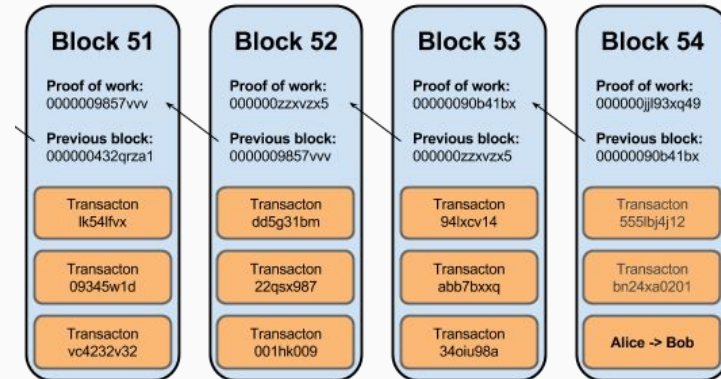 Block 51
Proof of work:
0000009857vvv
Previous block:
000000432qrza1
Transacton
lk54lfvx
Transacton
09345w1d
Transacton
vc4232v32
Block 52
Proof of work:
000000zzxvzx5
Previous block:
0000009857vvv
Transacton
dd5g31bm
Transacton
22qsx987
Transacton
001hk009
Block 53
Proof of work:
00000090b41bx
Previous block:
000000zzxvzx5
Transacton
94lxcv14
Transacton
abb7bxxq
Transacton
34oiu98a
Block 54
Proof of work:
000000jjl93xq49
Previous block:
00000090b41bx
Transacton
555lbj4j12
Transacton
bn24xa0201
Alice -> Bob